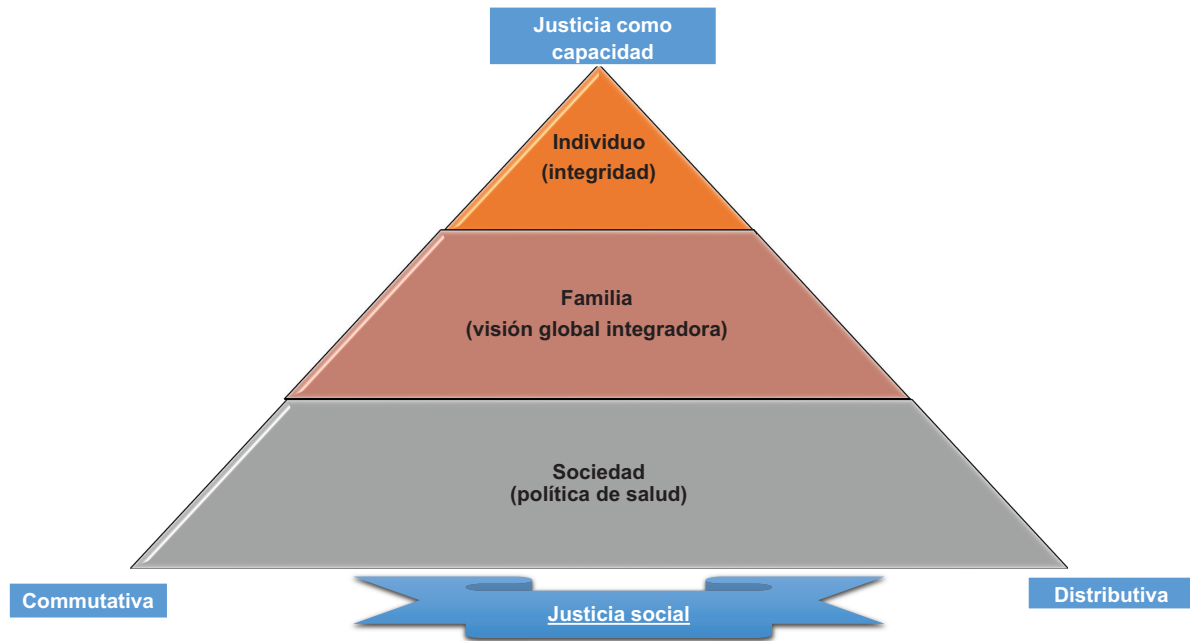 Justicia como
capacidad
Individuo
(integridad)
Familia
(visión global integradora)
Sociedad
(política de salud)
Commutativa
Justicia social
Distributiva